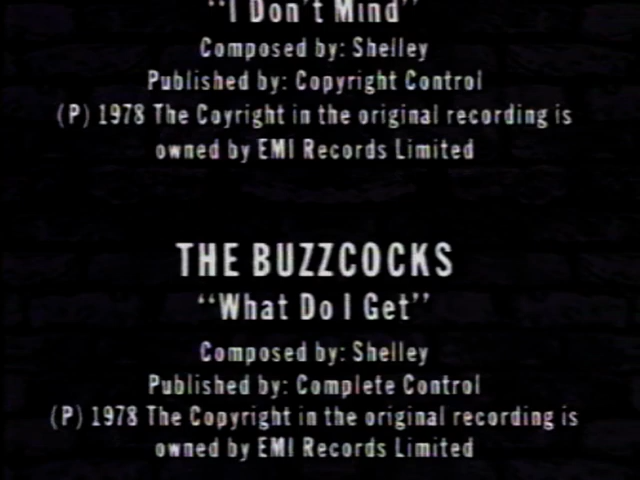 “I Don't Mind”
Composed by: Shelley
Published by: Copyright Control
(P) 1978 The Coyright in the original recording is
owned by EMI Records Limited
THE BUZZCOCKS
“What Do I Get”
Composed by: Shelley
Published by: Complete Control
(P) 1978 The Copyright in the original recording is
owned by EMI Records Limited